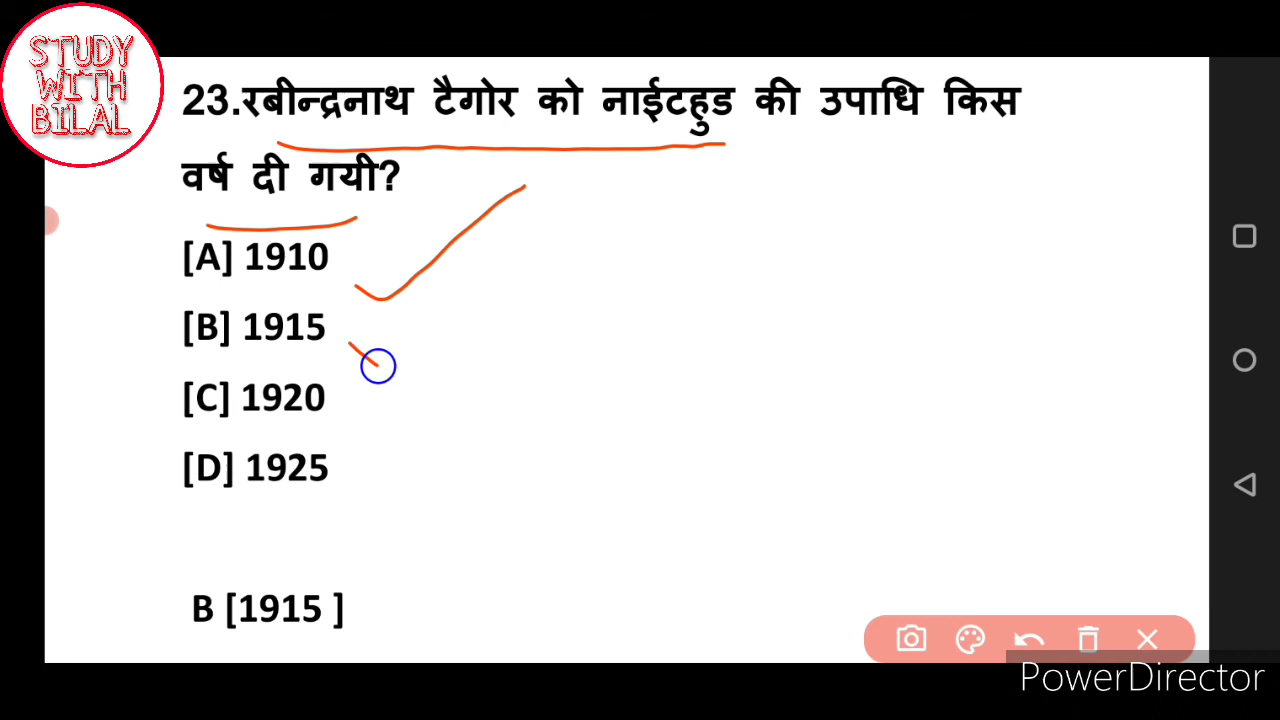 STUDY
WITH
BILAL
23.रबीन्द्रनाथ टैगोर को नाईटहुड की उपाधि किस
वर्ष दी गयी?
[A] 1910
[B] 1915
[C] 1920
[D] 1925
B [1915 ]
PowerDirector